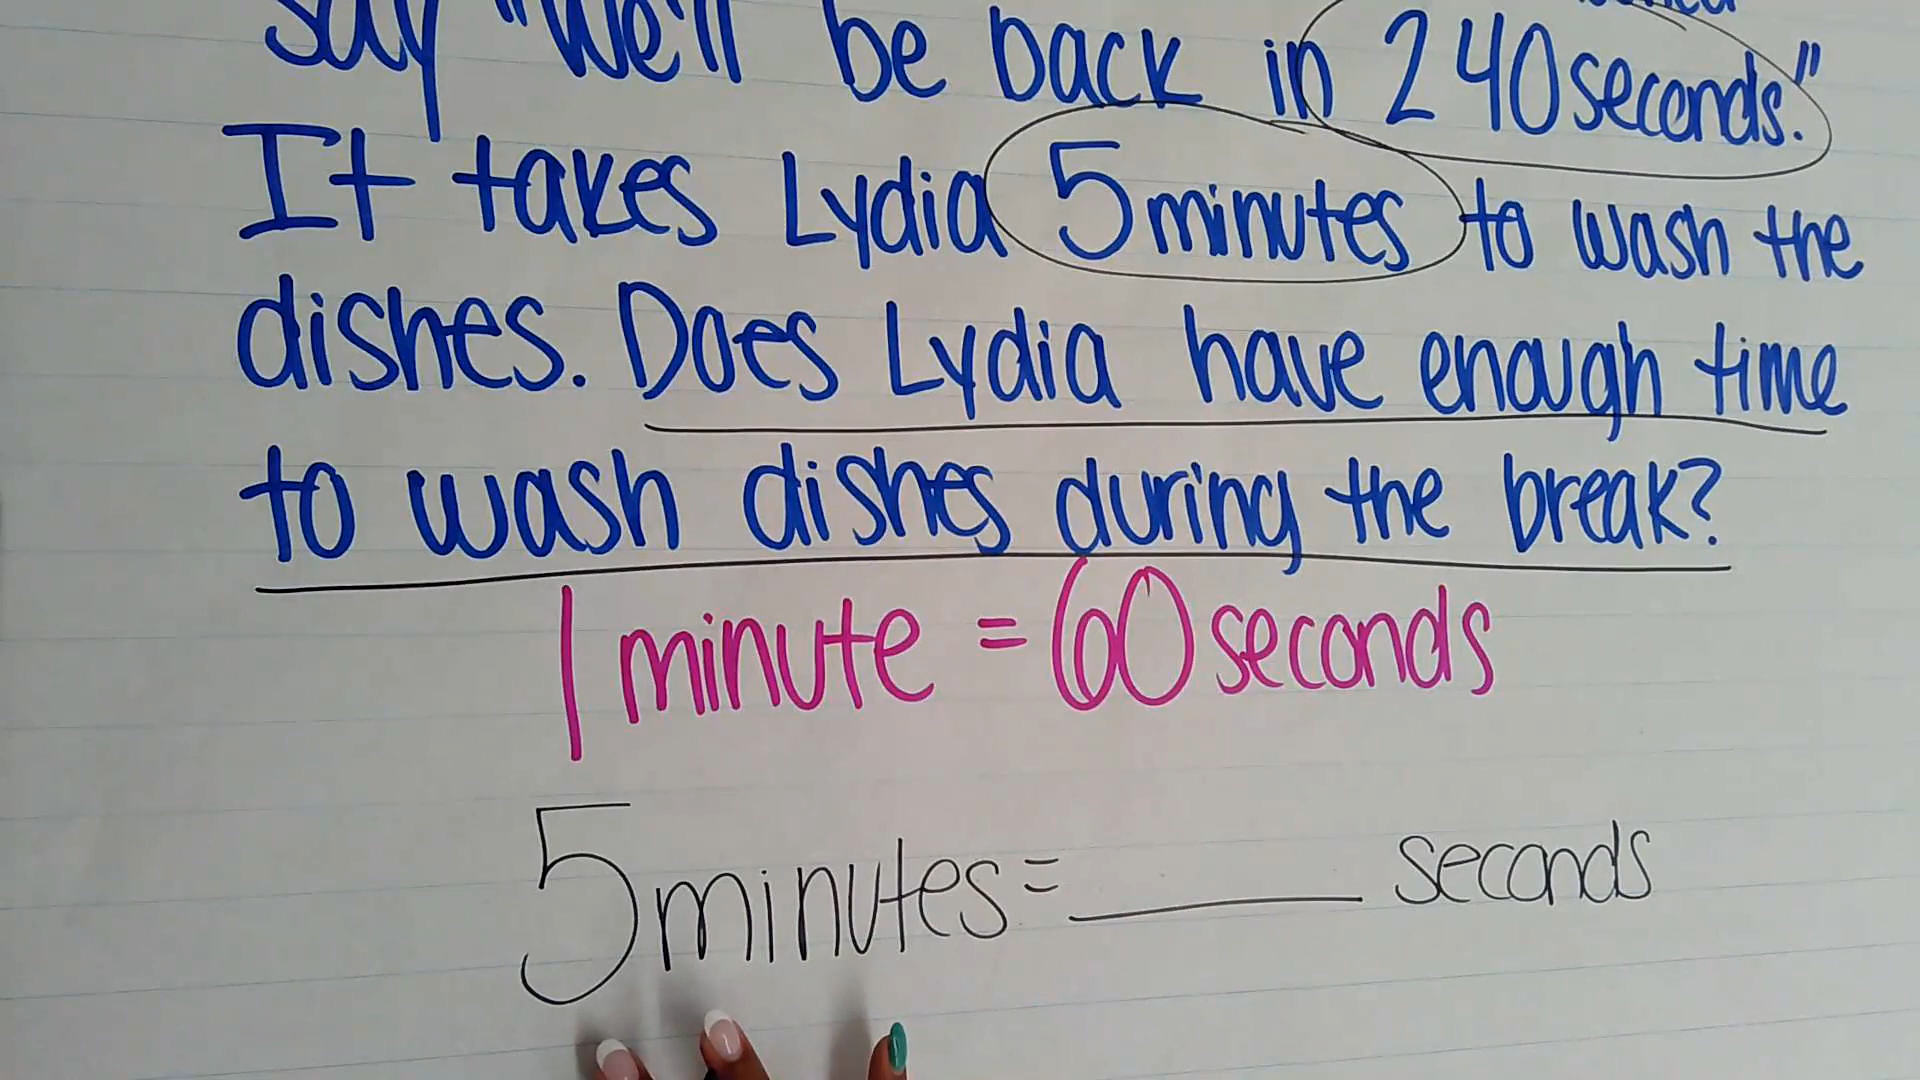 say "We'll be back in 240 seconds."
It takes Lydia 5 minutes to wash the
dishes. Does Lydia have enough time
to wash dishes during the break?
1 minute = 60 seconds
5 minutes = ____ seconds